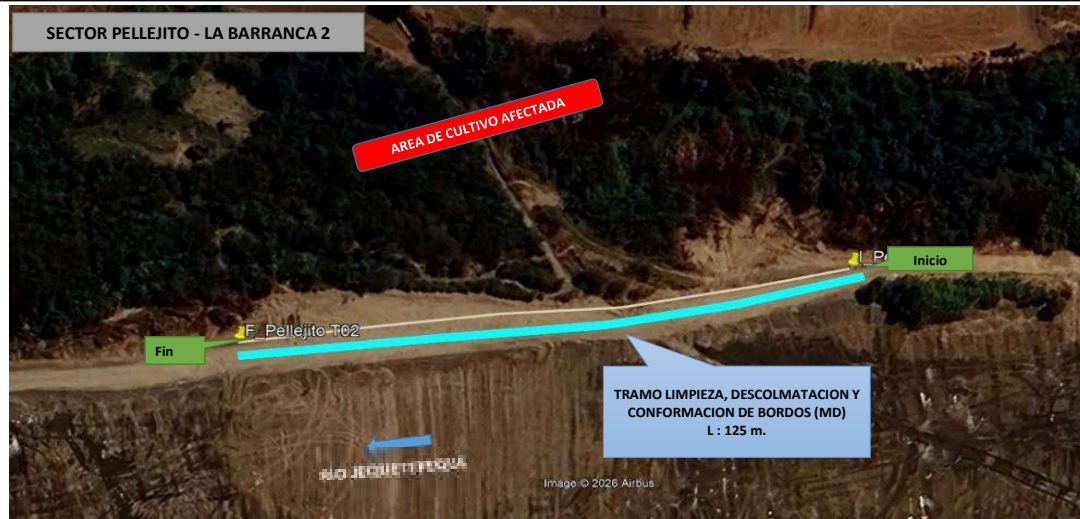 SECTOR PELLEJITO - LA BARRANCA 2
AREA DE CULTIVO AFECTADA
I_Pe
Inicio
F_Pellejito T02
Fin
TRAMO LIMPIEZA, DESCOLMATACION Y
CONFORMACION DE BORDOS (MD)
L : 125 m.
RIO JEQUETEPEQUE
Image © 2026 Airbus